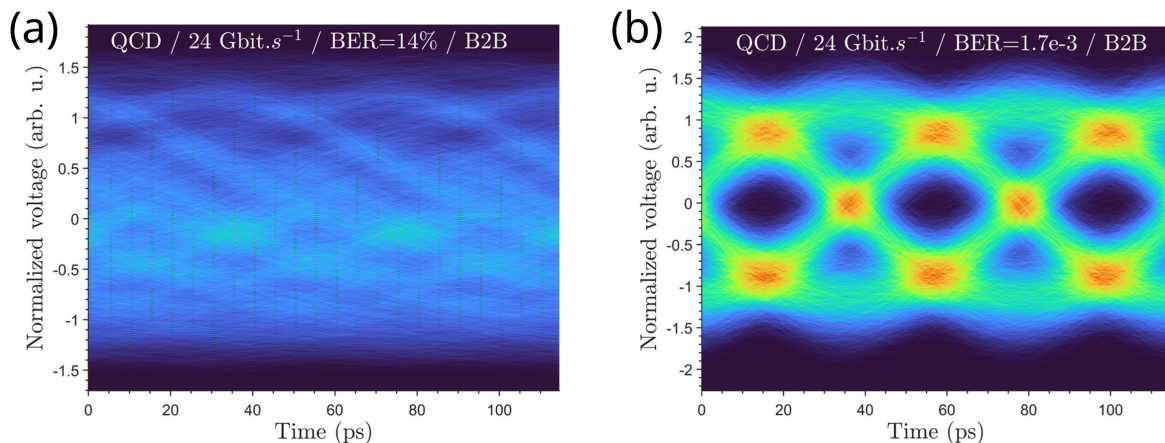 (a)
QCD / 24 Gbit.s⁻¹ / BER=14% / B2B
Normalized voltage (arb. u.)
1.5
1
0.5
0
-0.5
-1
-1.5
0 20 40 60 80 100
Time (ps)
(b)
QCD / 24 Gbit.s⁻¹ / BER=1.7e-3 / B2B
Normalized voltage (arb. u.)
2
1.5
1
0.5
0
-0.5
-1
-1.5
-2
0 20 40 60 80 100
Time (ps)